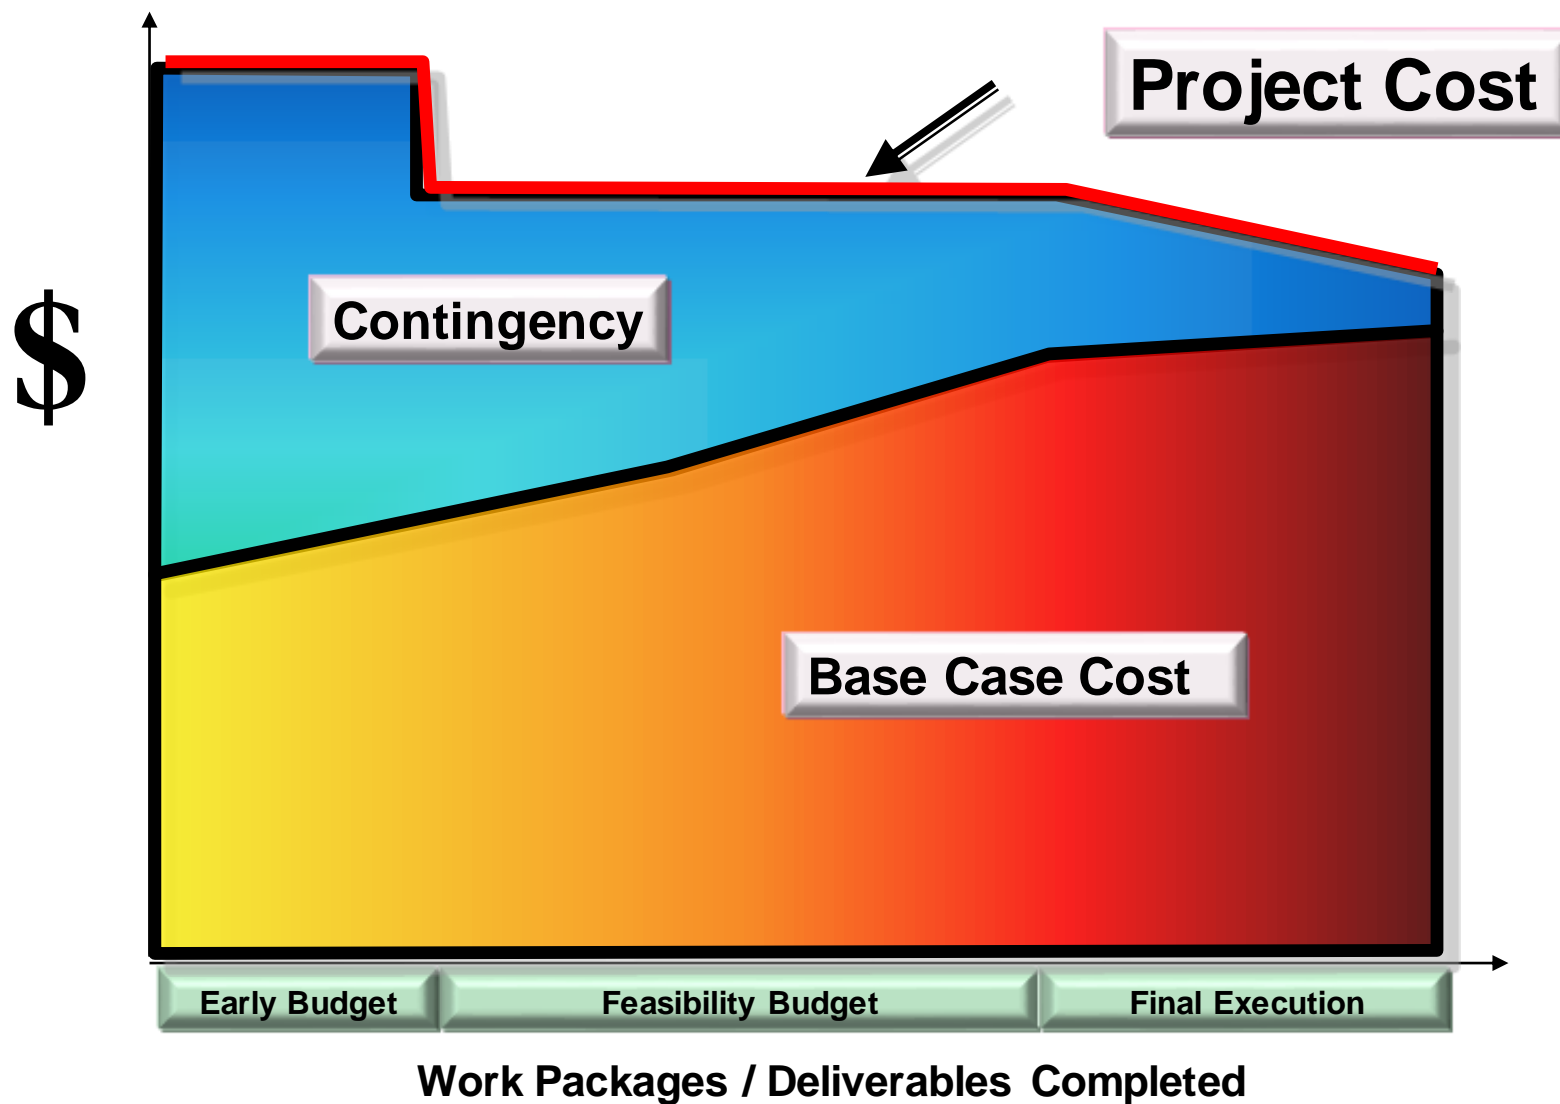 Project Cost
Contingency
$
Base Case Cost
Early Budget
Feasibility Budget
Final Execution
Work Packages / Deliverables Completed